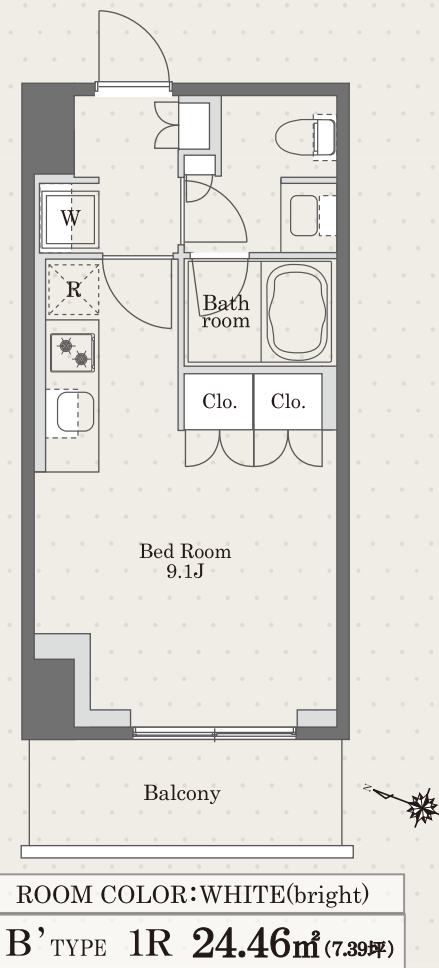 W
R
Bath
room
Clo. Clo.
Bed Room
9.1J
Balcony
N
ROOM COLOR:WHITE(bright)
B’TYPE 1R 24.46㎡(7.39坪)